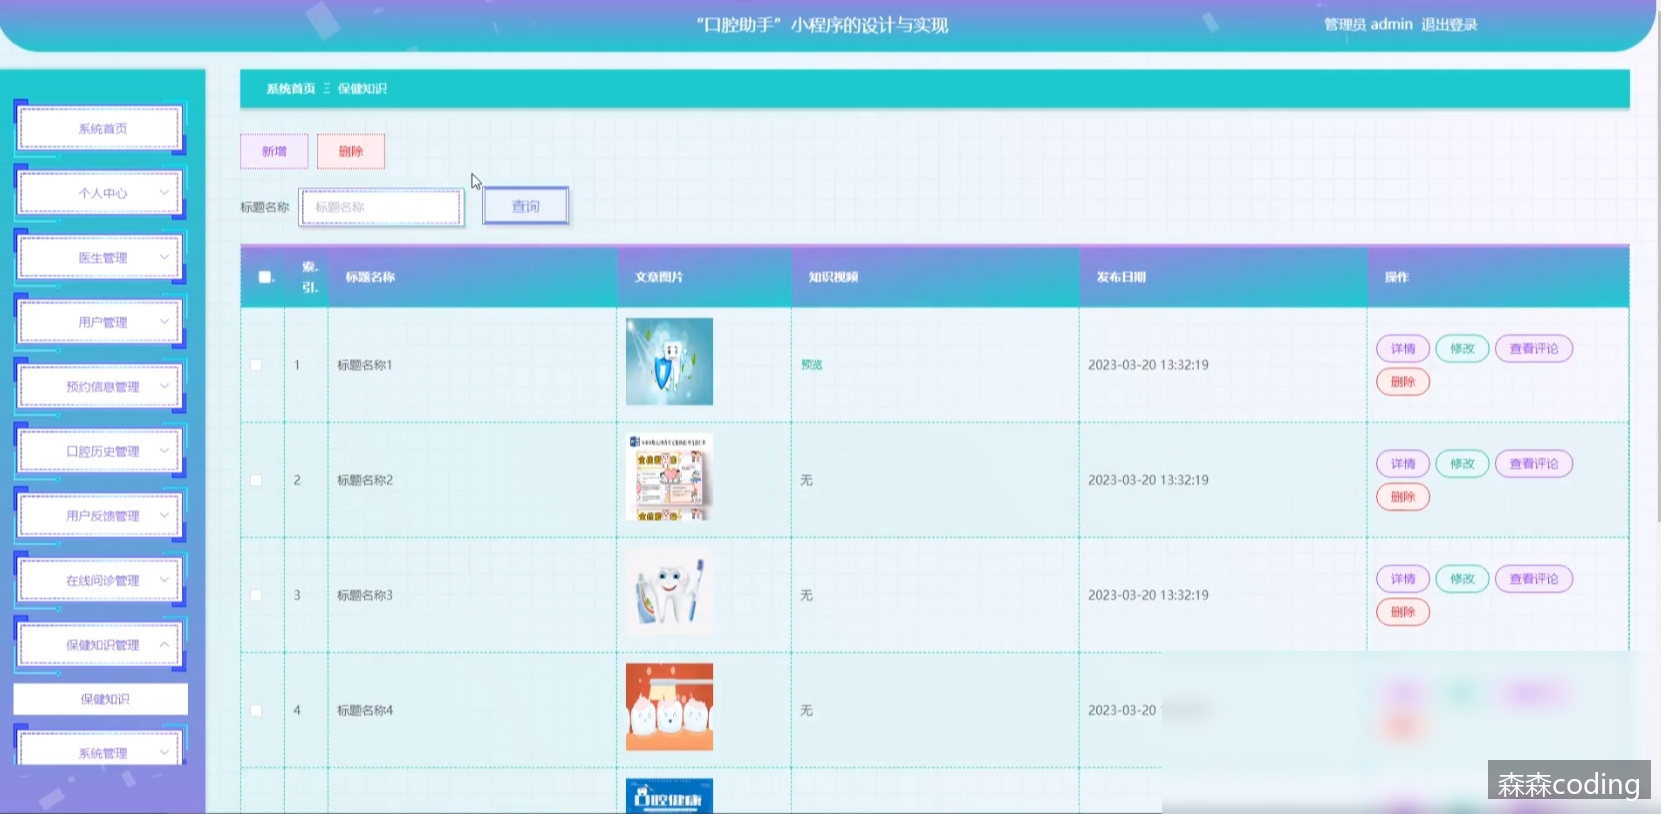 “口腔助手”小程序的设计与实现
管理员 admin 退出登录
系统首页
个人中心
医生管理
用户管理
预约信息管理
口腔历史管理
用户反馈管理
在线问诊管理
保健知识管理
保健知识
系统管理
系统首页 三 保健知识
新增 删除
标题名称 标题名称 查询
索引. 标题名称 文章图片 知识视频 发布日期 操作
1 标题名称1 预览 2023-03-20 13:32:19 详情 修改 查看评论
删除
2 标题名称2 无 2023-03-20 13:32:19 详情 修改 查看评论
删除
3 标题名称3 无 2023-03-20 13:32:19 详情 修改 查看评论
删除
4 标题名称4 无 2023-03-20
口腔健康
森森coding